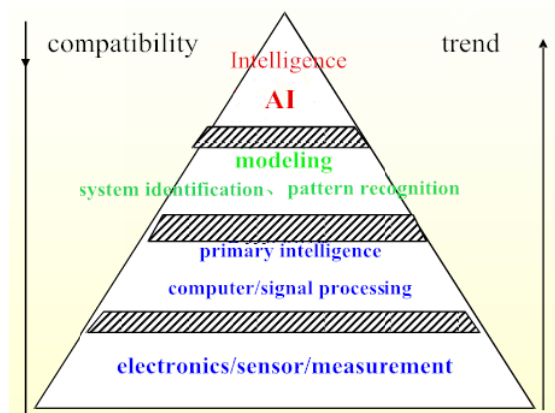 compatibility
trend
Intelligence
AI
modeling
system identification、pattern recognition
primary intelligence
computer/signal processing
electronics/sensor/measurement